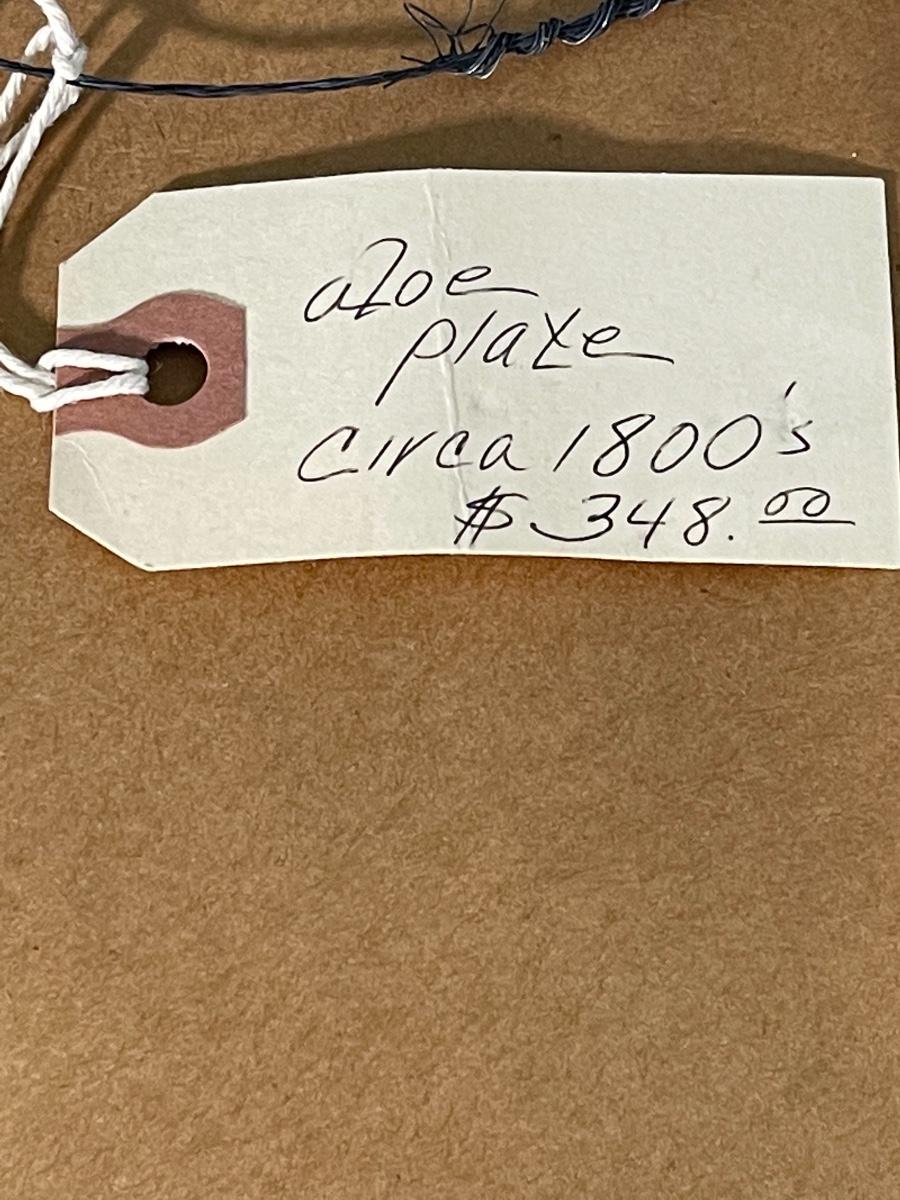 aloe
plate
circa 1800's
$348.00